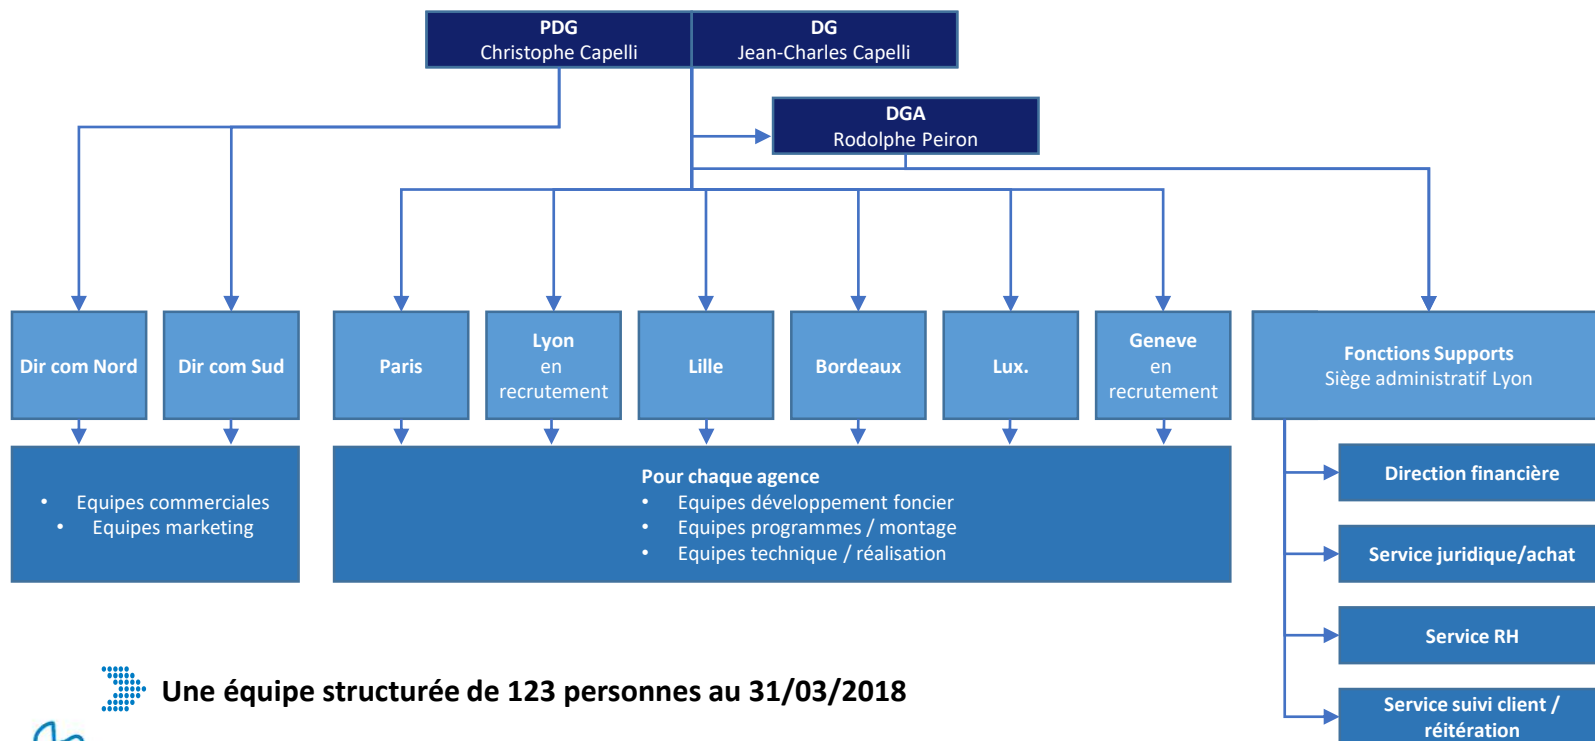 PDG
Christophe Capelli
DG
Jean-Charles Capelli
DGA
Rodolphe Peiron
Dir com Nord
Dir com Sud
Paris
Lyon
en
recrutement
Lille
Bordeaux
Lux.
Geneve
en
recrutement
Fonctions Supports
Siège administratif Lyon
• Equipes commerciales
• Equipes marketing
Pour chaque agence
• Equipes développement foncier
• Equipes programmes / montage
• Equipes technique / réalisation
Direction financière
Service juridique/achat
Service RH
Service suivi client /
réitération
Une équipe structurée de 123 personnes au 31/03/2018